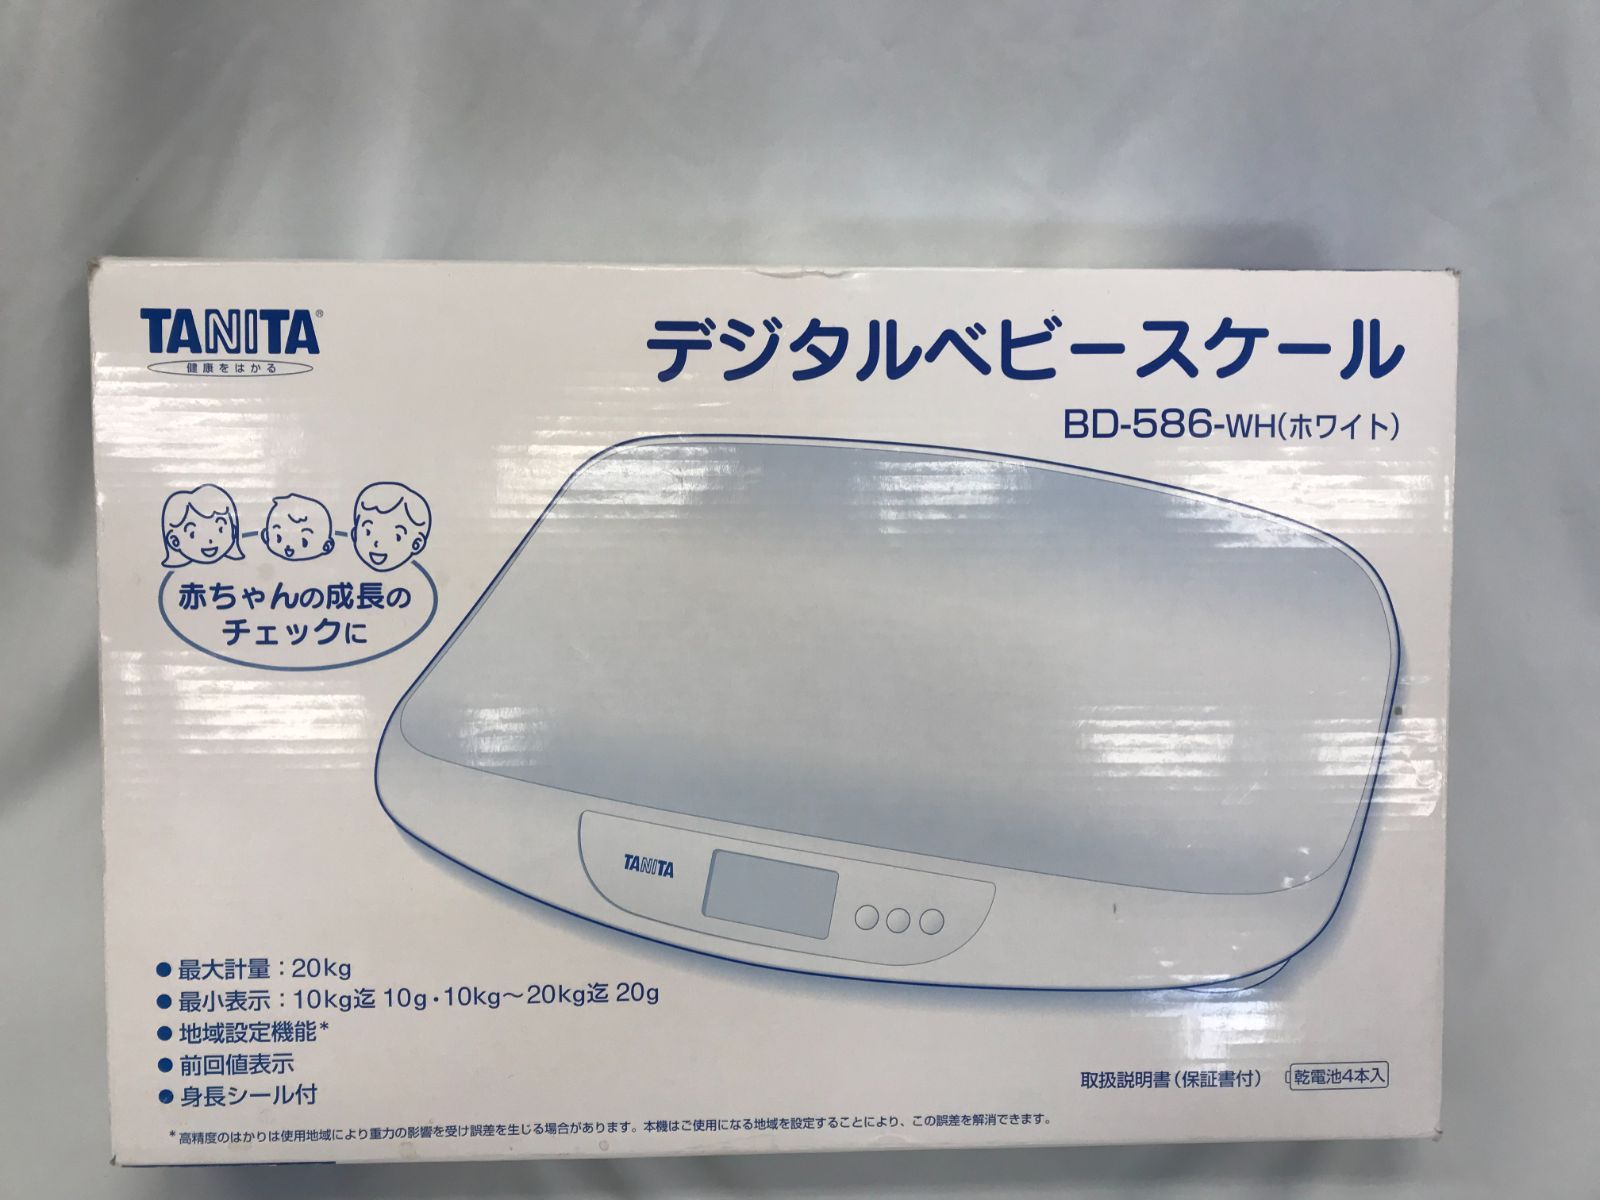 TANITA®
健康をはかる
デジタルベビースケール
BD-586-WH(ホワイト)
赤ちゃんの成長の
チェックに
TANITA
●最大計量：20kg
●最小表示：10kg迄 10g・10kg〜20kg迄 20g
●地域設定機能*
●前回値表示
●身長シール付
取扱説明書(保証書付)
乾電池4本入
*高精度のはかりは使用地域により重力の影響を受け誤差を生じる場合があります。本機はご使用になる地域を設定することにより、この誤差を解消できます。